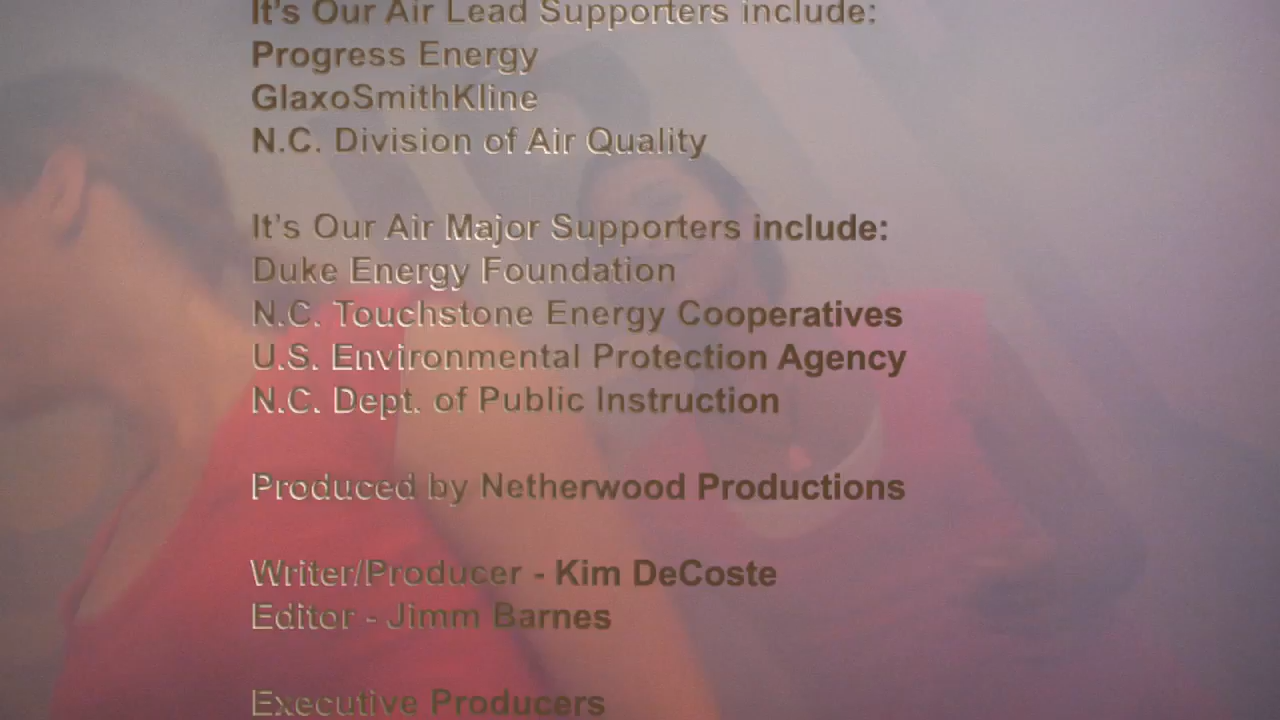 It's Our Air Lead Supporters include:
Progress Energy
GlaxoSmithKline
N.C. Division of Air Quality
It's Our Air Major Supporters include:
Duke Energy Foundation
N.C. Touchstone Energy Cooperatives
U.S. Environmental Protection Agency
N.C. Dept. of Public Instruction
Produced by Netherwood Productions
Writer/Producer - Kim DeCoste
Editor - Jimm Barnes
Executive Producers